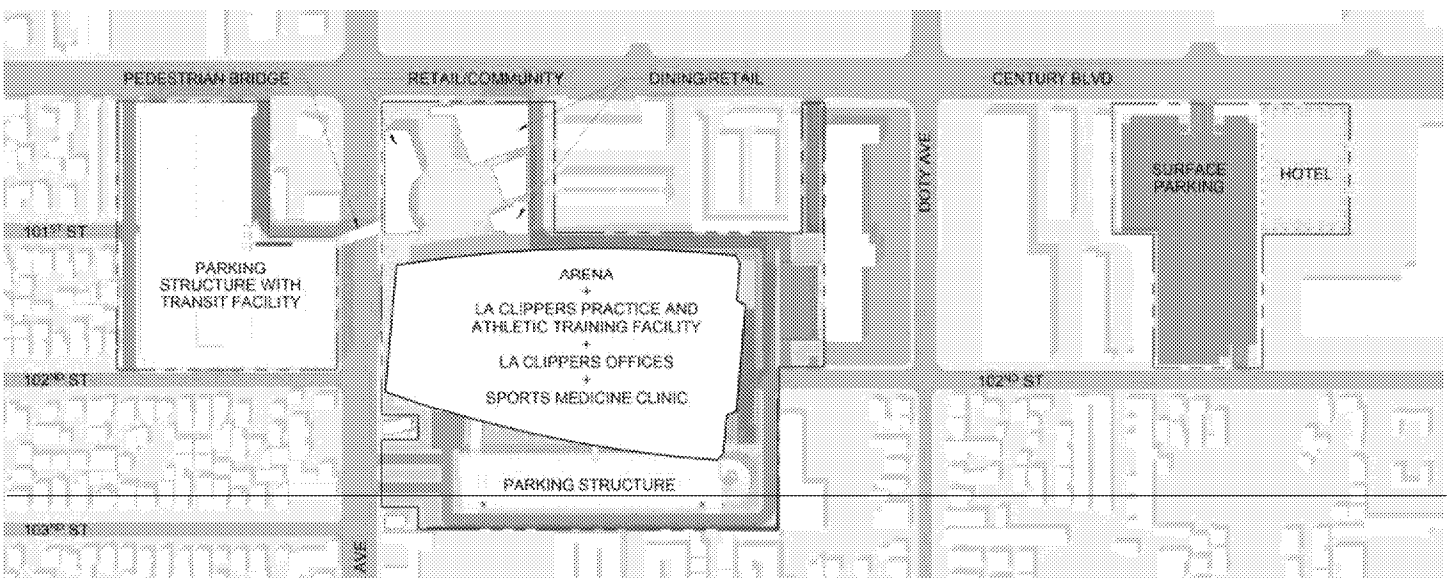 PEDESTRIAN BRIDGE
RETAIL/COMMUNITY
DINING/RETAIL
CENTURY BLVD
DOTY AVE
SURFACE
PARKING
HOTEL
101ST ST
PARKING
STRUCTURE WITH
TRANSIT FACILITY
ARENA
+
LA CLIPPERS PRACTICE AND
ATHLETIC TRAINING FACILITY
+
LA CLIPPERS OFFICES
+
SPORTS MEDICINE CLINIC
102ND ST
102ND ST
PARKING STRUCTURE
103RD ST
AVE